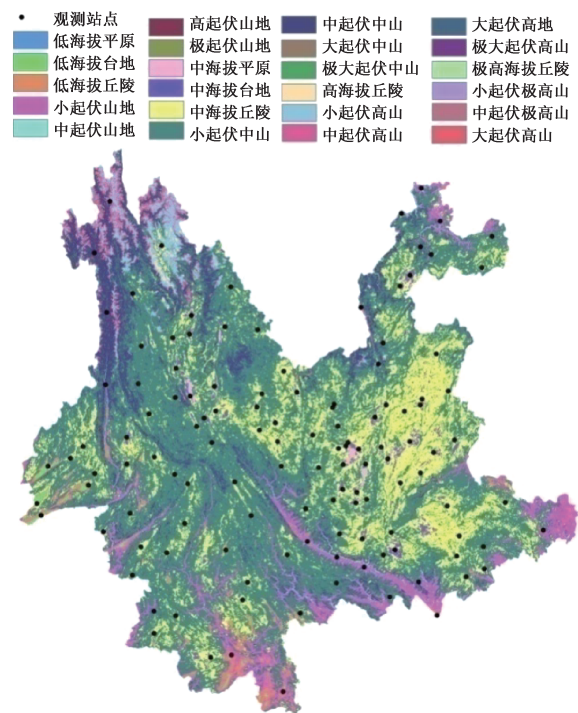 观测站点
低海拔平原
低海拔台地
低海拔丘陵
小起伏山地
中起伏山地
高起伏山地
极起伏山地
中海拔平原
中海拔台地
中海拔丘陵
小起伏中山
中起伏中山
大起伏中山
极大起伏中山
高海拔丘陵
小起伏高山
中起伏高山
大起伏高地
极大起伏高山
极高海拔丘陵
小起伏极高山
中起伏极高山
大起伏高山